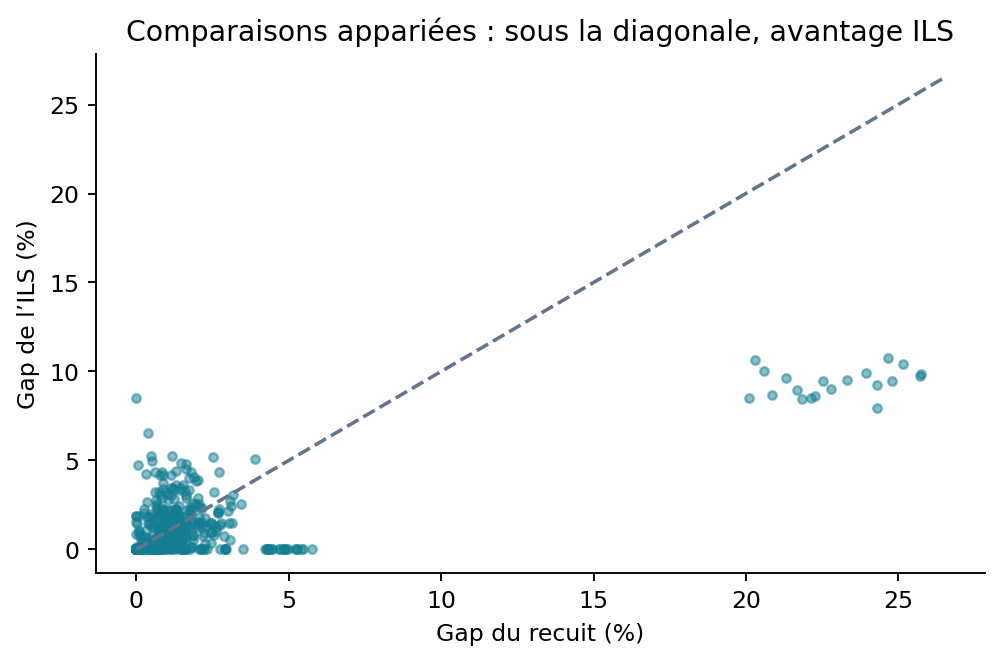 Comparaisons appariées : sous la diagonale, avantage ILS
Gap de l’ILS (%)
25
20
15
10
5
0
0 5 10 15 20 25
Gap du recuit (%)